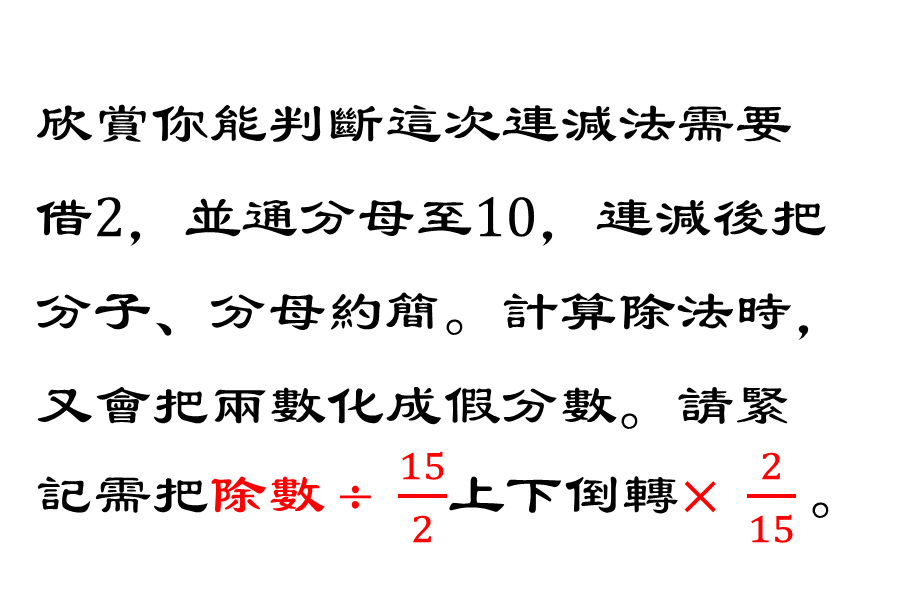 欣賞你能判斷這次連減法需要
借2，並通分母至10，連減後把
分子、分母約簡。計算除法時，
又會把兩數化成假分數。請緊
記需把除數÷ 15/2上下倒轉× 2/15。